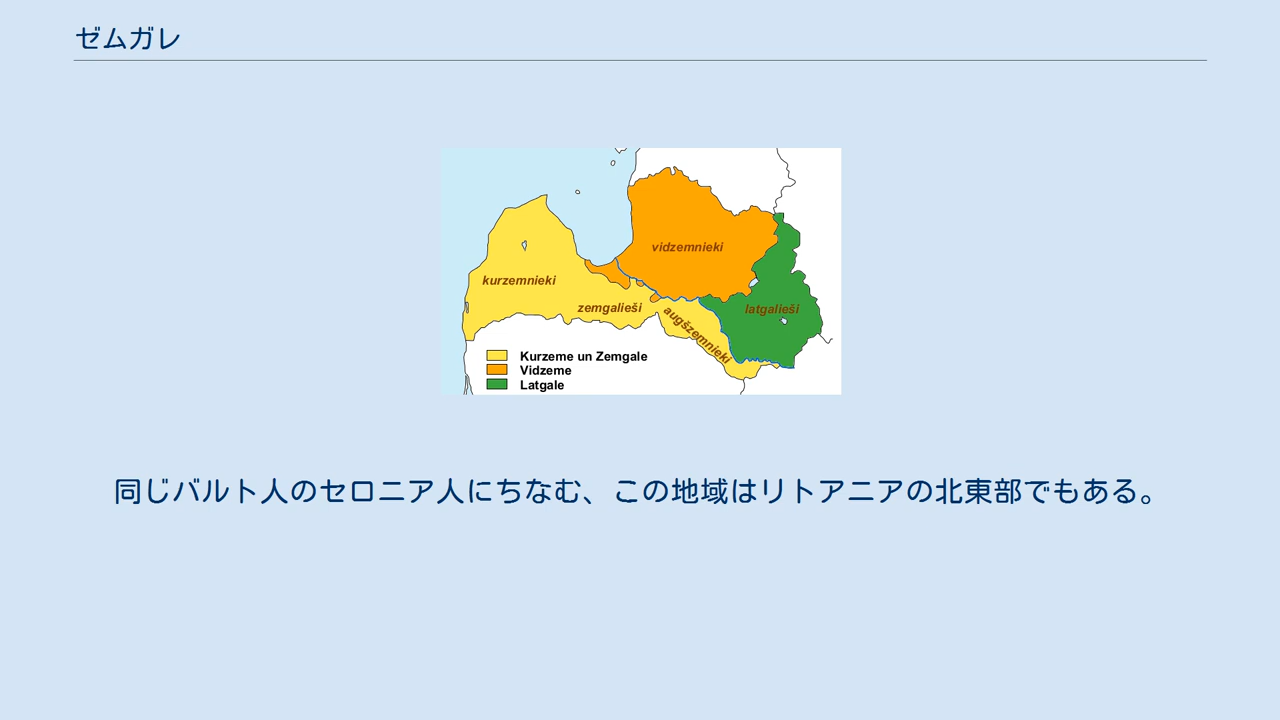 ゼムガレ
vidzemnieki
kurzemnieki
zemgalieši
latgalieši
augšzemnieki
Kurzeme un Zemgale
Vidzeme
Latgale
同じバルト人のセロニア人にちなむ、この地域はリトアニアの北東部でもある。